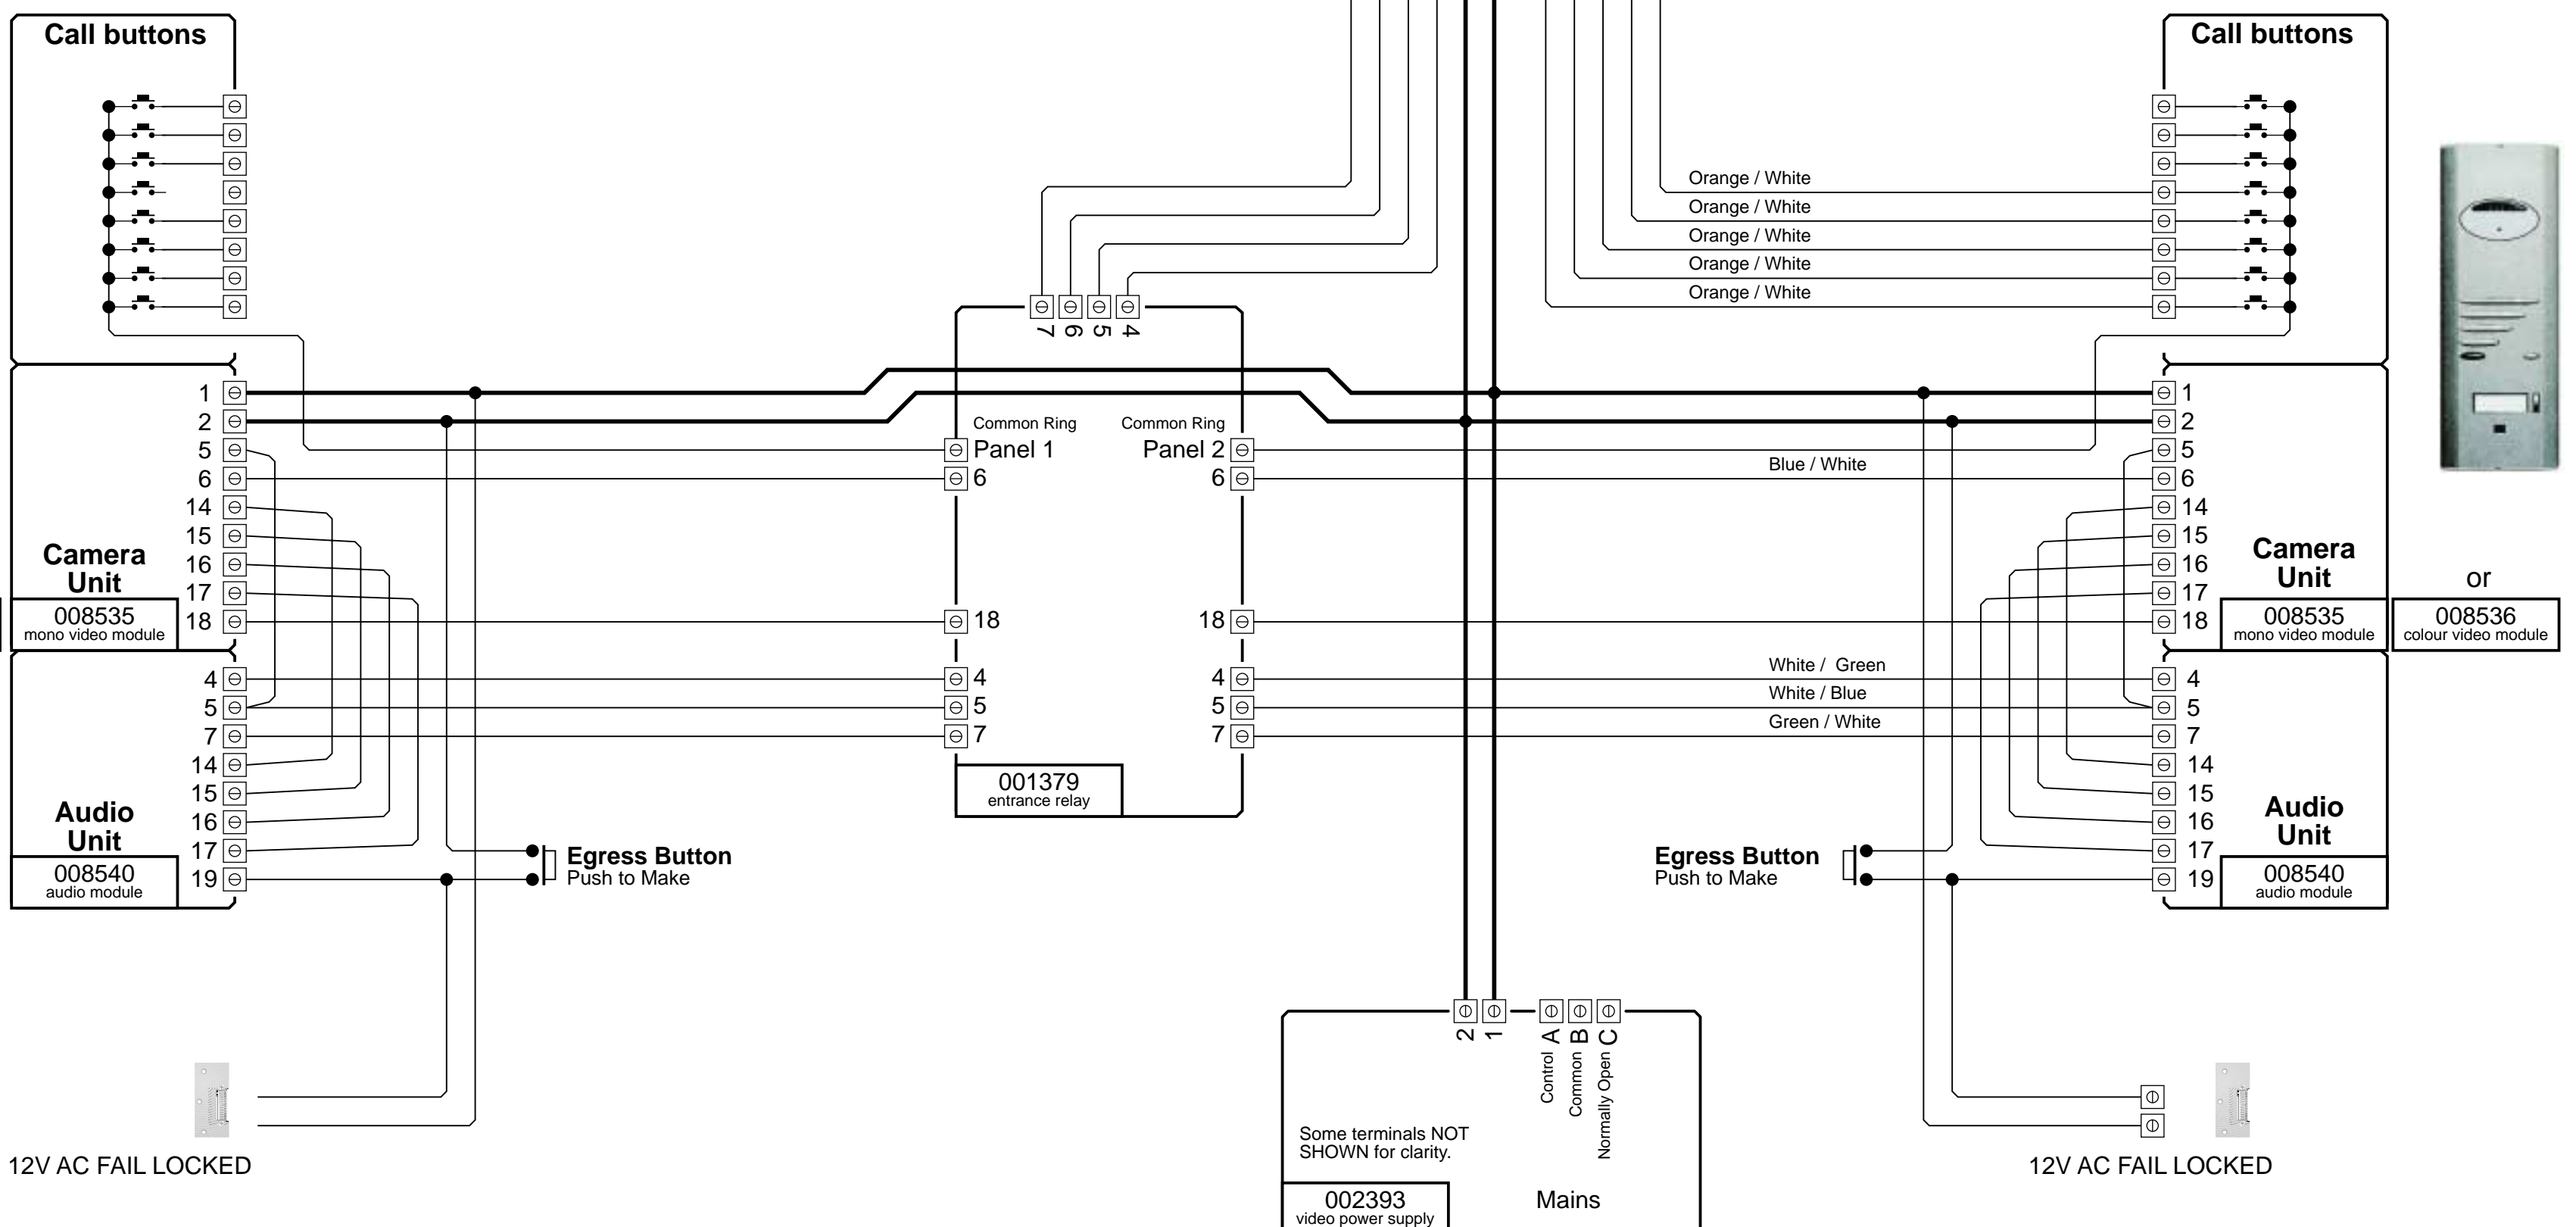 Call buttons
1
2
5
6
14
15
16
17
18
Camera
Unit
008535
mono video module
4
5
7
14
15
16
17
19
Audio
Unit
008540
audio module
Egress Button
Push to Make
12V AC FAIL LOCKED
7 6 5 4
Common Ring
Panel 1
6
18
4
5
7
Common Ring
Panel 2
6
18
4
5
7
001379
entrance relay
Orange / White
Orange / White
Orange / White
Orange / White
Orange / White
Blue / White
White / Green
White / Blue
Green / White
Call buttons
1
2
5
6
14
15
16
17
18
Camera
Unit
008535
mono video module
or
008536
colour video module
4
5
7
14
15
16
17
19
Audio
Unit
008540
audio module
Egress Button
Push to Make
12V AC FAIL LOCKED
2
1
Control A
Common B
Normally Open C
Some terminals NOT
SHOWN for clarity.
002393
video power supply
Mains